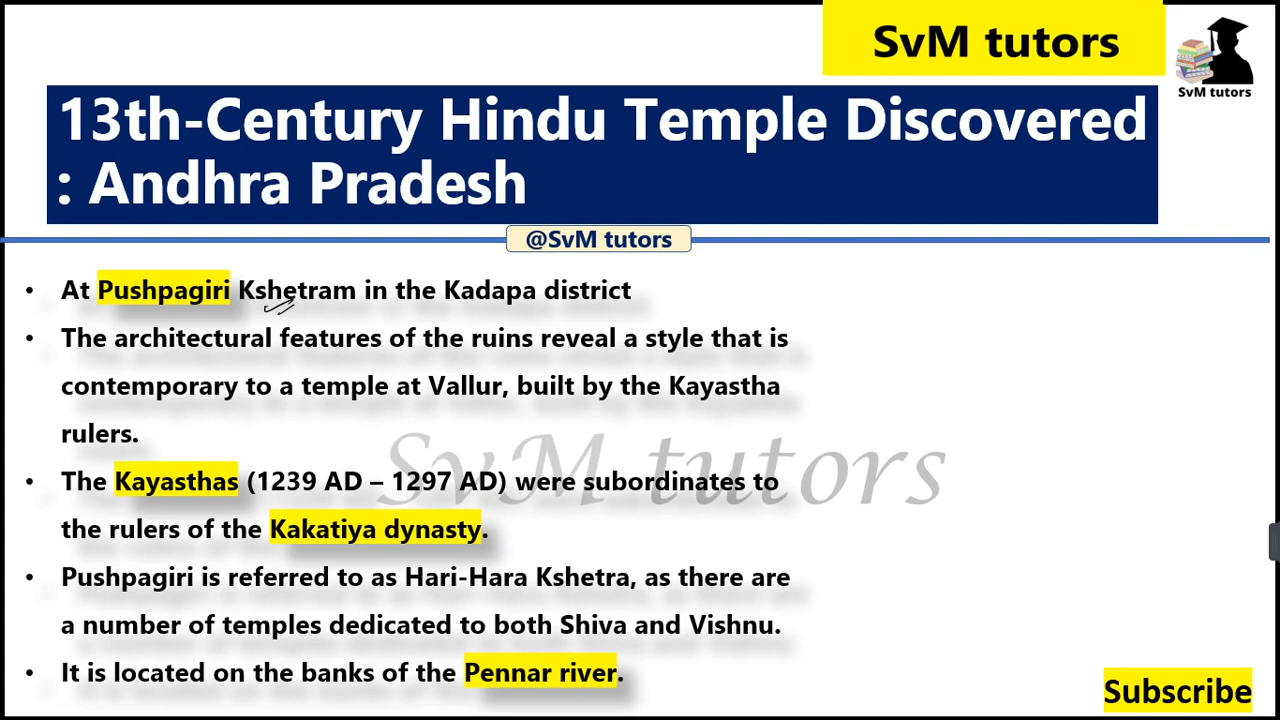 SvM tutors
SvM tutors
13th-Century Hindu Temple Discovered
: Andhra Pradesh
@SvM tutors
• At Pushpagiri Kshetram in the Kadapa district
• The architectural features of the ruins reveal a style that is
contemporary to a temple at Vallur, built by the Kayastha
rulers.
SvM tutors
• The Kayasthas (1239 AD – 1297 AD) were subordinates to
the rulers of the Kakatiya dynasty.
• Pushpagiri is referred to as Hari-Hara Kshetra, as there are
a number of temples dedicated to both Shiva and Vishnu.
• It is located on the banks of the Pennar river.
Subscribe